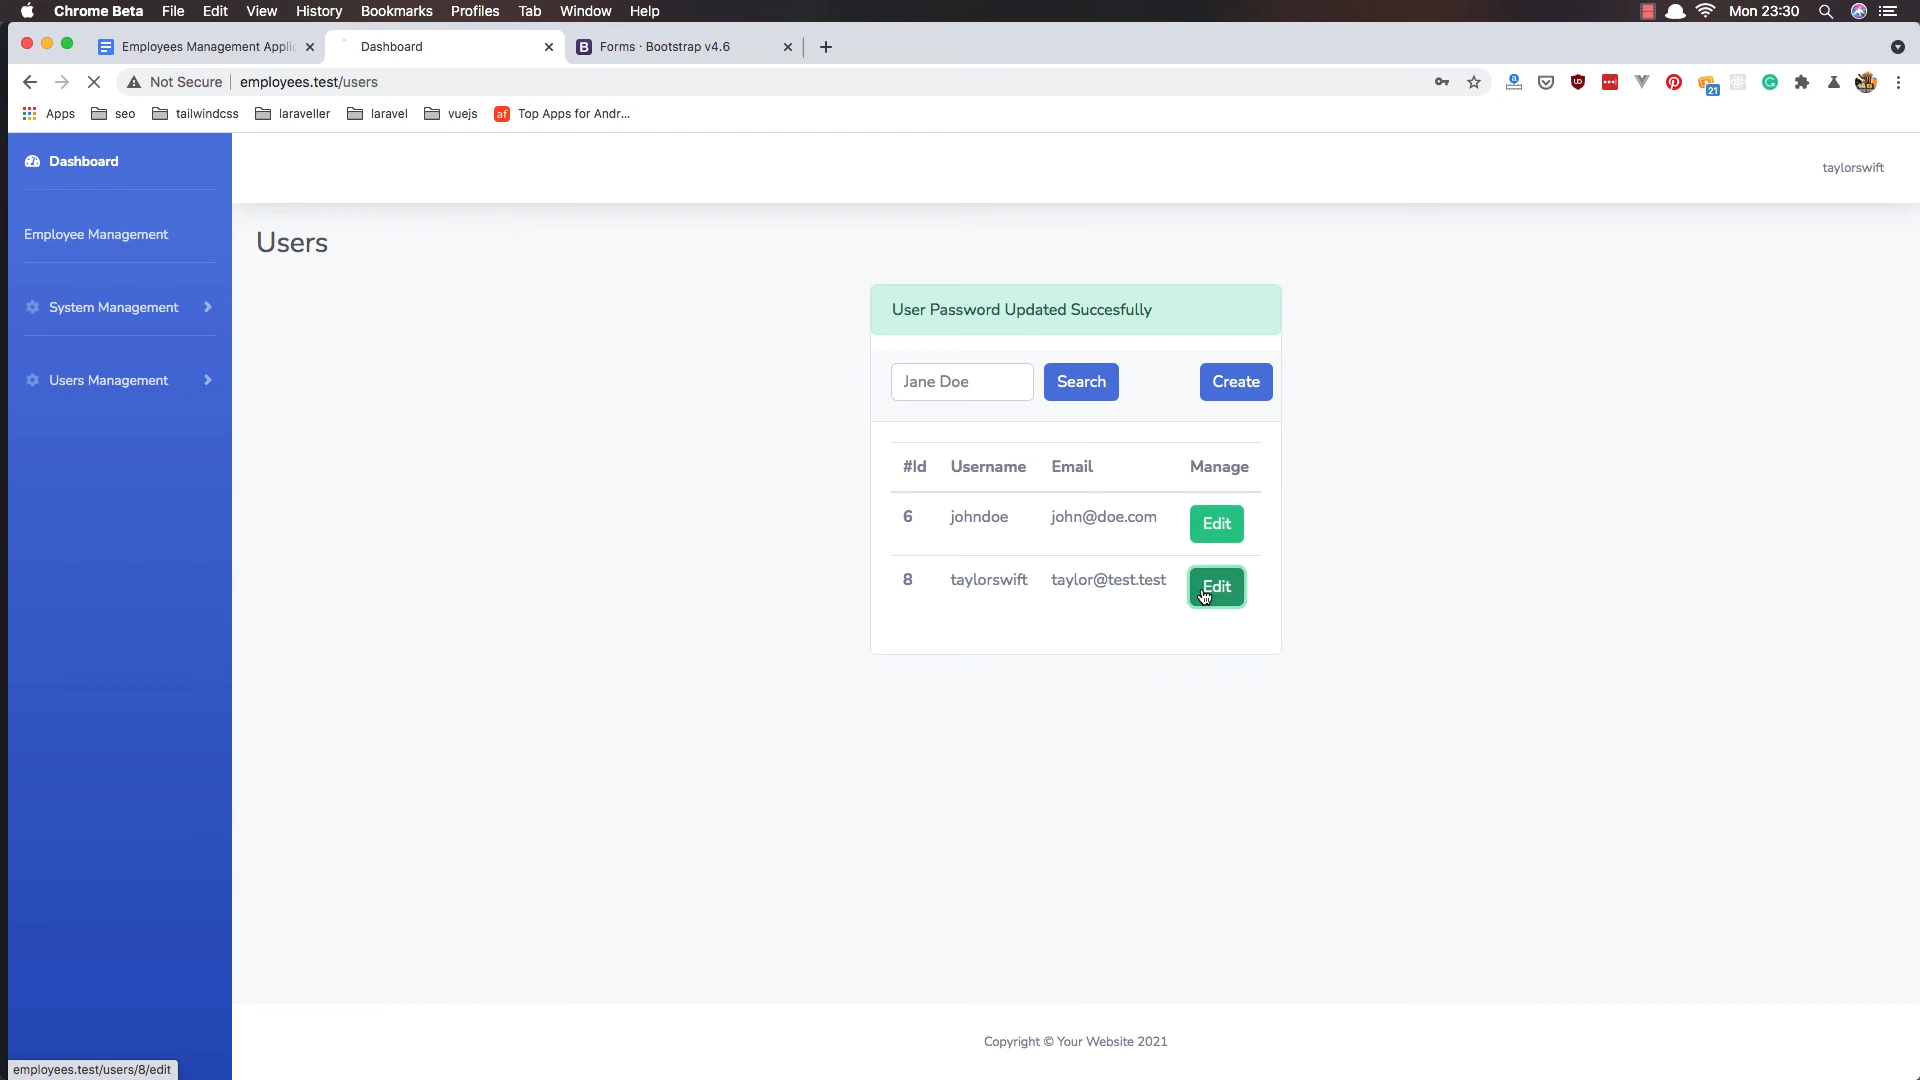 Chrome Beta File Edit View History Bookmarks Profiles Tab Window Help Mon 23:30
Employees Management Applic Dashboard Forms · Bootstrap v4.6
Not Secure employees.test/users 21
Apps seo tailwindcss laraveller laravel vuejs af Top Apps for Andr...
Dashboard
taylorswift
Employee Management
Users
System Management
User Password Updated Succesfully
Users Management
Jane Doe Search Create
#Id Username Email Manage
6 johndoe john@doe.com Edit
8 taylorswift taylor@test.test Edit
Copyright © Your Website 2021
employees.test/users/8/edit